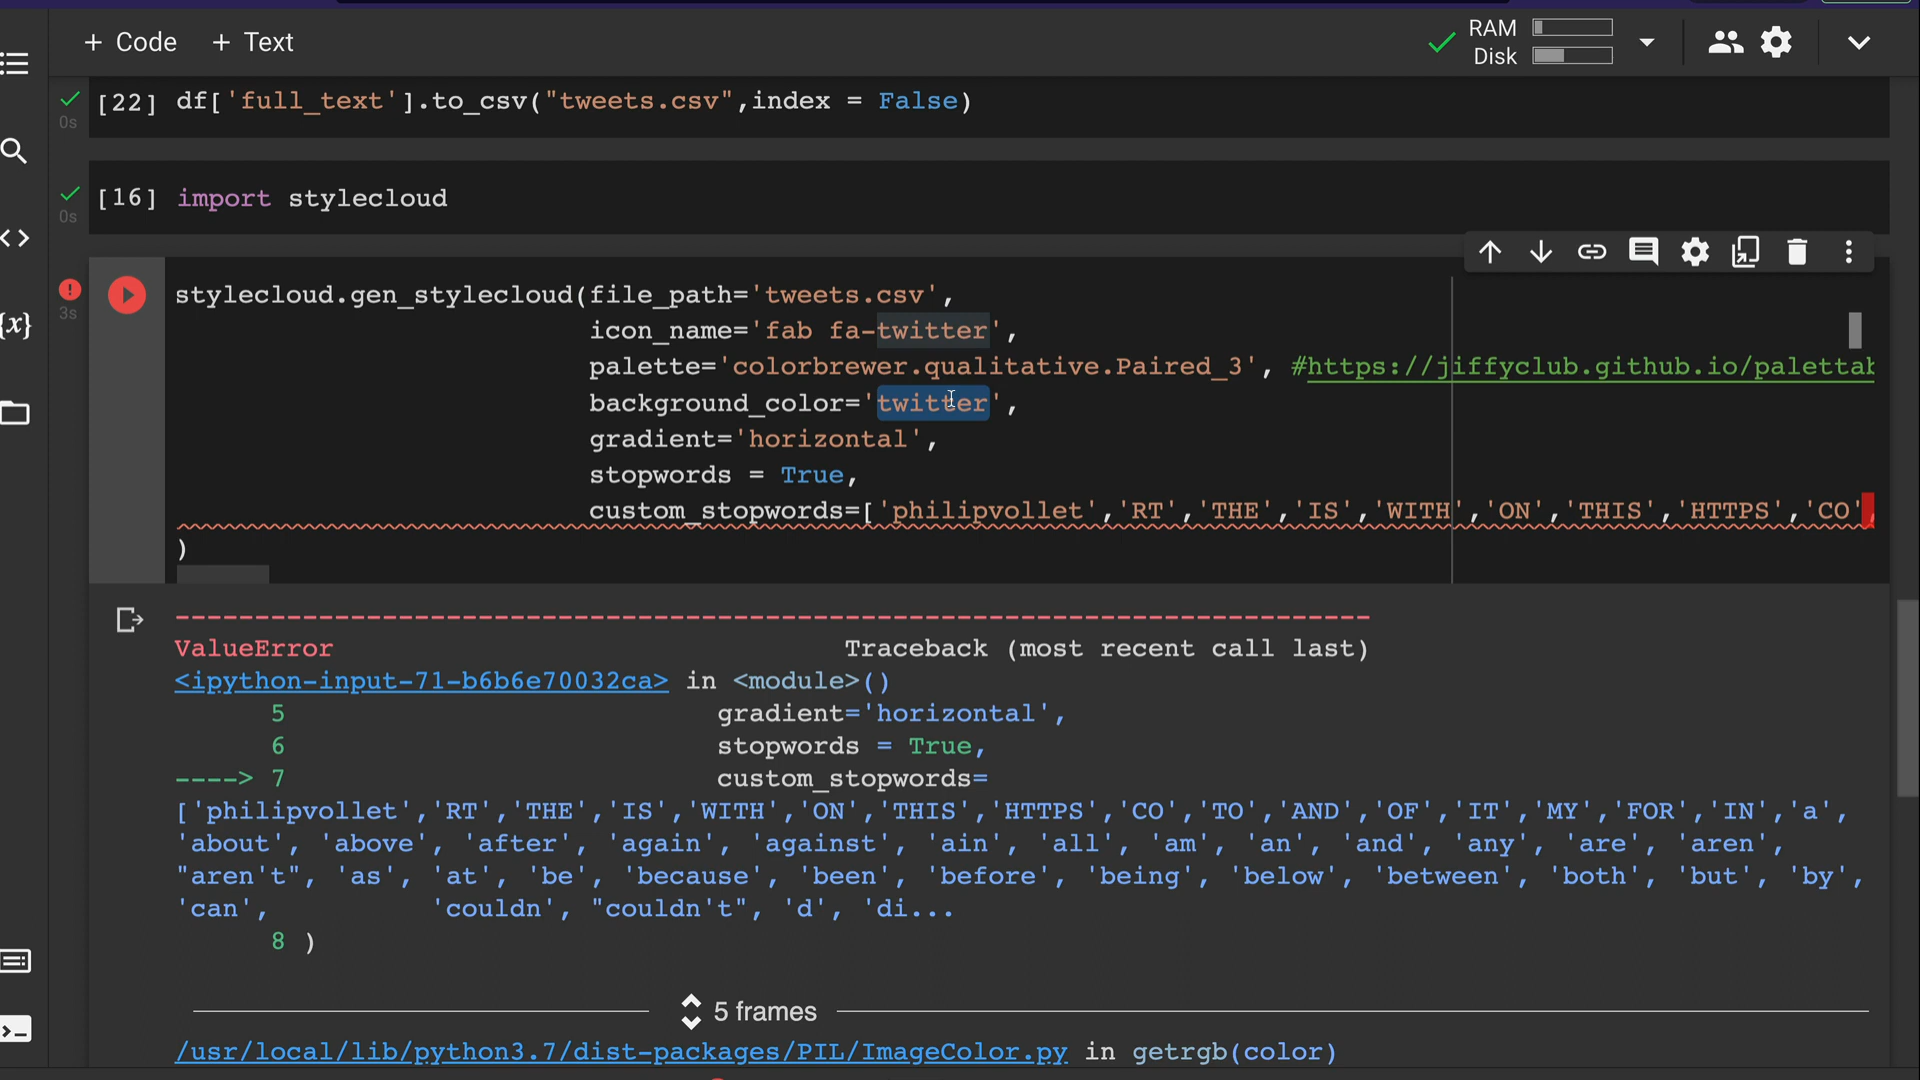 + Code + Text
RAM
Disk
[22] df['full_text'].to_csv("tweets.csv",index = False)
0s
[16] import stylecloud
0s
stylecloud.gen_stylecloud(file_path='tweets.csv',
3s
icon_name='fab fa-twitter',
{x}
palette='colorbrewer.qualitative.Paired_3', #https://jiffyclub.github.io/palettab
background_color='twitter',
gradient='horizontal',
stopwords = True,
custom_stopwords=['philipvollet','RT','THE','IS','WITH','ON','THIS','HTTPS','CO',
)
---------------------------------------------------------------------------
ValueError Traceback (most recent call last)
<ipython-input-71-b6b6e70032ca> in <module>()
5 gradient='horizontal',
6 stopwords = True,
----> 7 custom_stopwords=
['philipvollet','RT','THE','IS','WITH','ON','THIS','HTTPS','CO','TO','AND','OF','IT','MY','FOR','IN','a',
'about', 'above', 'after', 'again', 'against', 'ain', 'all', 'am', 'an', 'and', 'any', 'are', 'aren',
"aren't", 'as', 'at', 'be', 'because', 'been', 'before', 'being', 'below', 'between', 'both', 'but', 'by',
'can', 'couldn', "couldn't", 'd', 'di...
8 )
5 frames
/usr/local/lib/python3.7/dist-packages/PIL/ImageColor.py in getrgb(color)